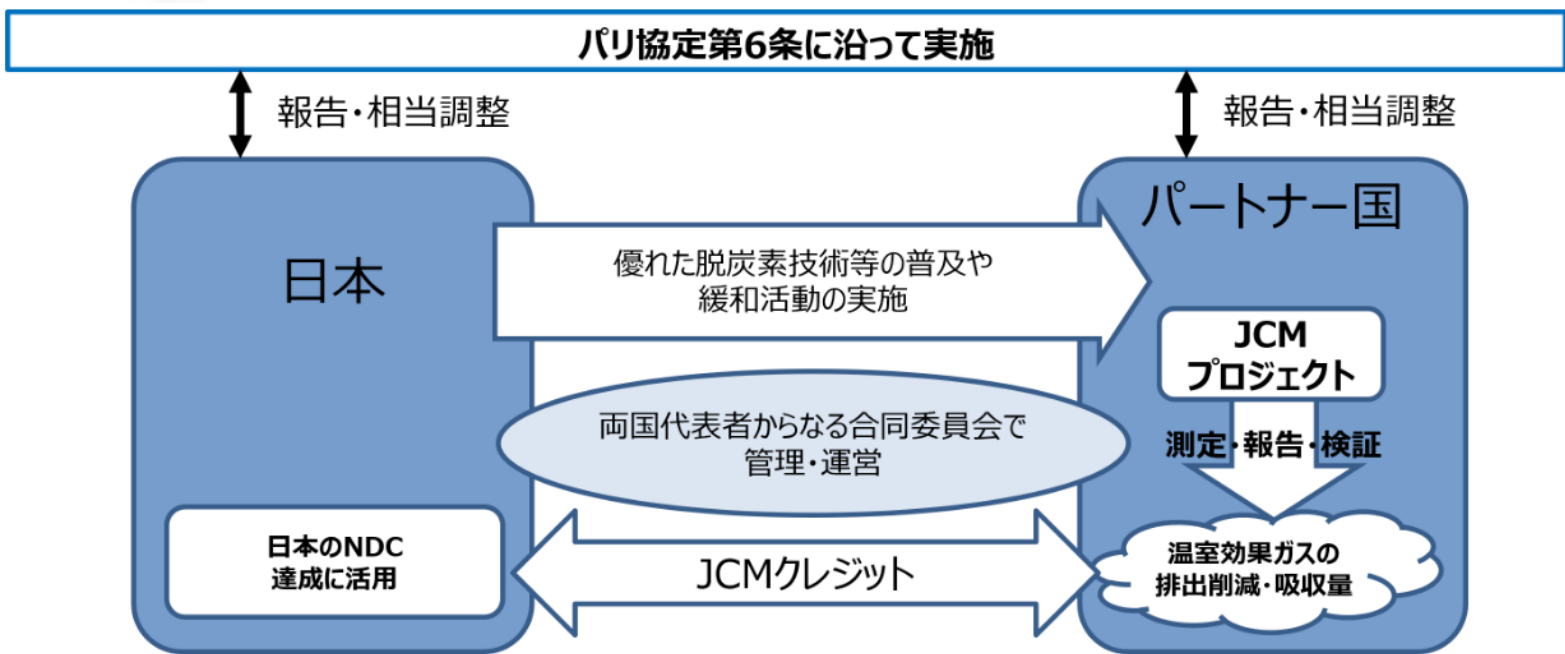 パリ協定第6条に沿って実施
報告・相当調整
報告・相当調整
日本
パートナー国
優れた脱炭素技術等の普及や
緩和活動の実施
JCM
プロジェクト
両国代表者からなる合同委員会で
管理・運営
測定・報告・検証
日本のNDC
達成に活用
JCMクレジット
温室効果ガスの
排出削減・吸収量